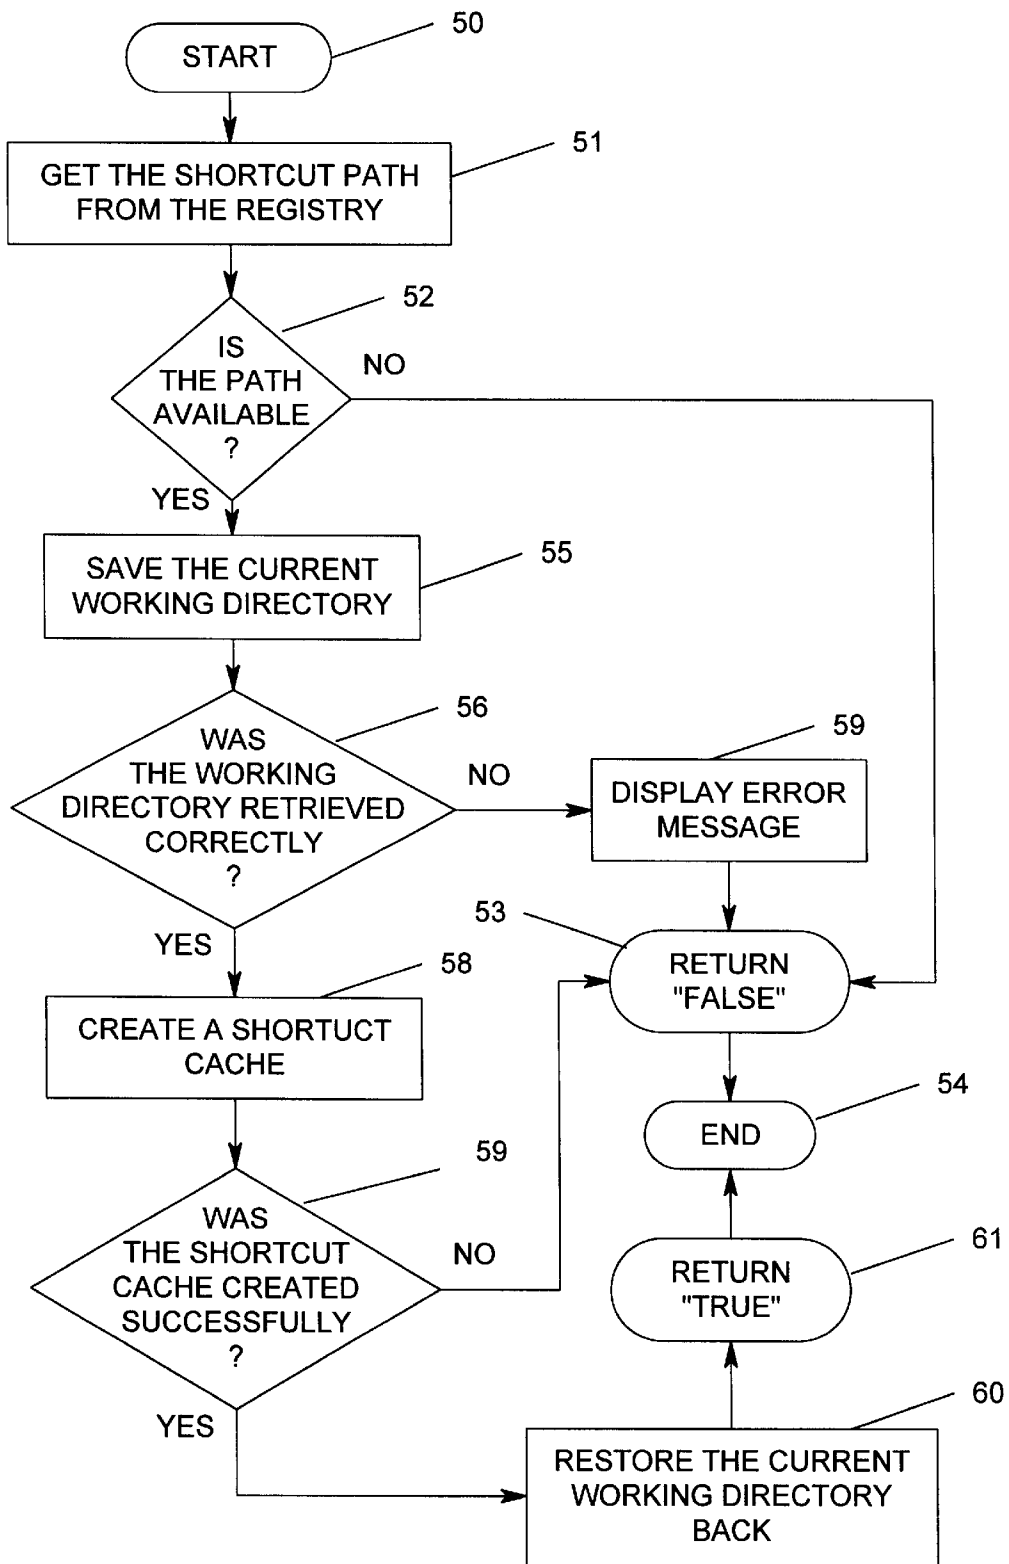 50
START
51
GET THE SHORTCUT PATH
FROM THE REGISTRY
52
IS
THE PATH
AVAILABLE
?
NO
YES
55
SAVE THE CURRENT
WORKING DIRECTORY
56
WAS
THE WORKING
DIRECTORY RETRIEVED
CORRECTLY
?
NO
59
DISPLAY ERROR
MESSAGE
YES
53
RETURN
"FALSE"
58
CREATE A SHORTUCT
CACHE
54
END
59
WAS
THE SHORTCUT
CACHE CREATED
SUCCESSFULLY
?
NO
61
RETURN
"TRUE"
YES
60
RESTORE THE CURRENT
WORKING DIRECTORY
BACK